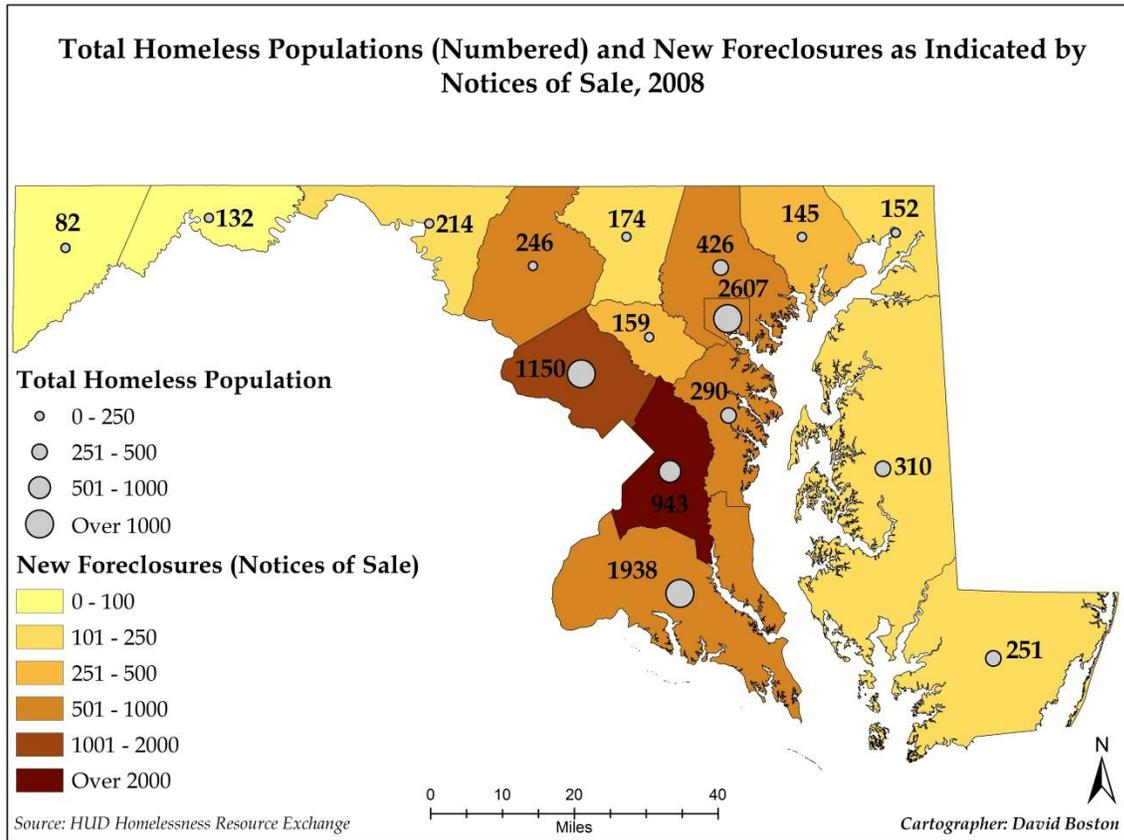 Total Homeless Populations (Numbered) and New Foreclosures as Indicated by
Notices of Sale, 2008
82
132
214
246
174
426
145
152
2607
159
1150
290
943
310
1938
251
Total Homeless Population
0 - 250
251 - 500
501 - 1000
Over 1000
New Foreclosures (Notices of Sale)
0 - 100
101 - 250
251 - 500
501 - 1000
1001 - 2000
Over 2000
0 10 20 40
Miles
N
Source: HUD Homelessness Resource Exchange
Cartographer: David Boston